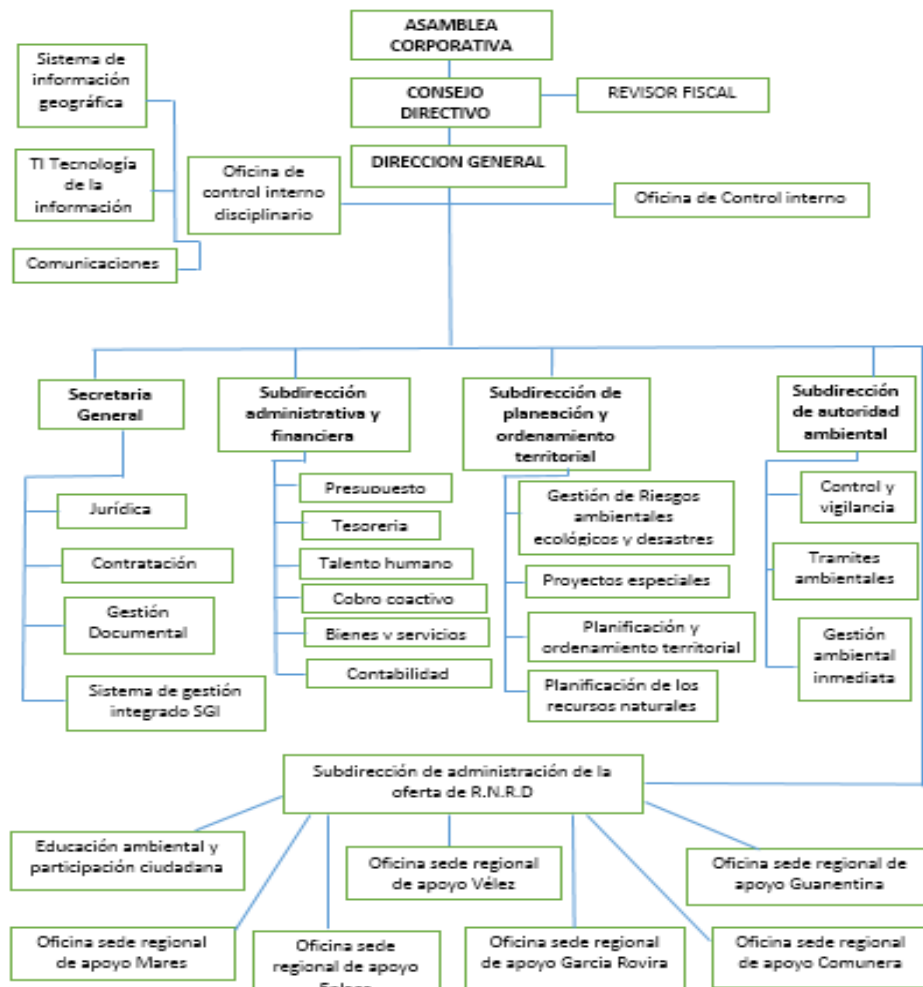 ASAMBLEA
CORPORATIVA
Sistema de
información
geográfica
CONSEJO
DIRECTIVO
REVISOR FISCAL
TI Tecnología
de la
información
DIRECCION GENERAL
Oficina de
control interno
disciplinario
Oficina de Control interno
Comunicaciones
Secretaria
General
Subdirección
administrativa y
financiera
Subdirección de
planeación y
ordenamiento
territorial
Subdirección
de autoridad
ambiental
Jurídica
Contratación
Gestión
Documental
Sistema de gestión
integrado SGI
Presupuesto
Tesoreria
Talento humano
Cobro coactivo
Bienes y servicios
Contabilidad
Gestión de Riesgos
ambientales
ecológicos y desastres
Proyectos especiales
Planificación y
ordenamiento territorial
Planificación de los
recursos naturales
Control y
vigilancia
Tramites
ambientales
Gestión
ambiental
inmediata
Subdirección de administración de la
oferta de R.N.R.D
Educación ambiental y
participación ciudadana
Oficina sede regional
de apoyo Vélez
Oficina sede regional de
apoyo Guanentina
Oficina sede regional
de apoyo Mares
Oficina sede
regional de apoyo
Oficina sede regional
de apoyo Garcia Rovira
Oficina sede regional
de apoyo Comunera